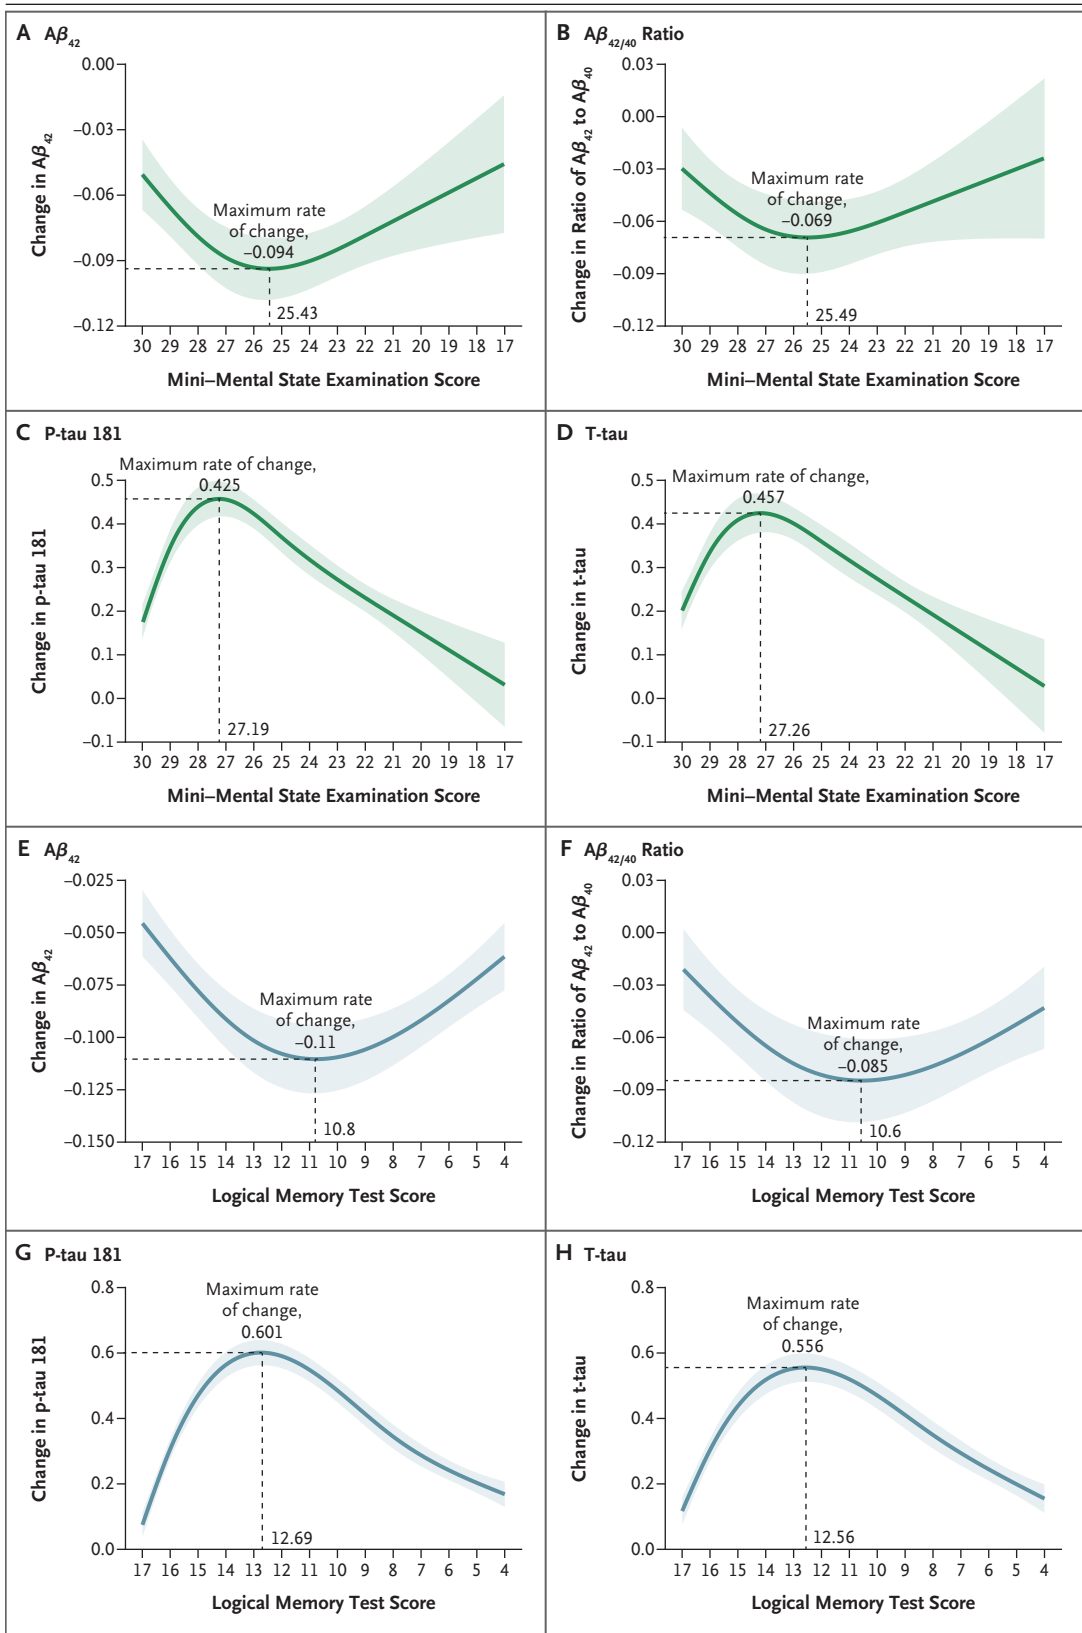 A Aβ42
Change in Aβ42
0.00
−0.03
−0.06
−0.09
−0.12
Maximum rate
of change,
−0.094
25.43
30 29 28 27 26 25 24 23 22 21 20 19 18 17
Mini–Mental State Examination Score
B Aβ42/40 Ratio
Change in Ratio of Aβ42 to Aβ40
0.03
0.00
−0.03
−0.06
−0.09
−0.12
Maximum rate
of change,
−0.069
25.49
30 29 28 27 26 25 24 23 22 21 20 19 18 17
Mini–Mental State Examination Score
C P-tau 181
Change in p-tau 181
Maximum rate of change,
0.425
0.5
0.4
0.3
0.2
0.1
0.0
−0.1
27.19
30 29 28 27 26 25 24 23 22 21 20 19 18 17
Mini–Mental State Examination Score
D T-tau
Change in t-tau
Maximum rate of change,
0.457
0.5
0.4
0.3
0.2
0.1
0.0
−0.1
27.26
30 29 28 27 26 25 24 23 22 21 20 19 18 17
Mini–Mental State Examination Score
E Aβ42
Change in Aβ42
−0.025
−0.050
−0.075
−0.100
−0.125
−0.150
Maximum rate
of change,
−0.11
10.8
17 16 15 14 13 12 11 10 9 8 7 6 5 4
Logical Memory Test Score
F Aβ42/40 Ratio
Change in Ratio of Aβ42 to Aβ40
0.03
0.00
−0.03
−0.06
−0.09
−0.12
Maximum rate
of change,
−0.085
10.6
17 16 15 14 13 12 11 10 9 8 7 6 5 4
Logical Memory Test Score
G P-tau 181
Change in p-tau 181
0.8
0.6
0.4
0.2
0.0
Maximum rate
of change,
0.601
12.69
17 16 15 14 13 12 11 10 9 8 7 6 5 4
Logical Memory Test Score
H T-tau
Change in t-tau
0.8
0.6
0.4
0.2
0.0
Maximum rate
of change,
0.556
12.56
17 16 15 14 13 12 11 10 9 8 7 6 5 4
Logical Memory Test Score